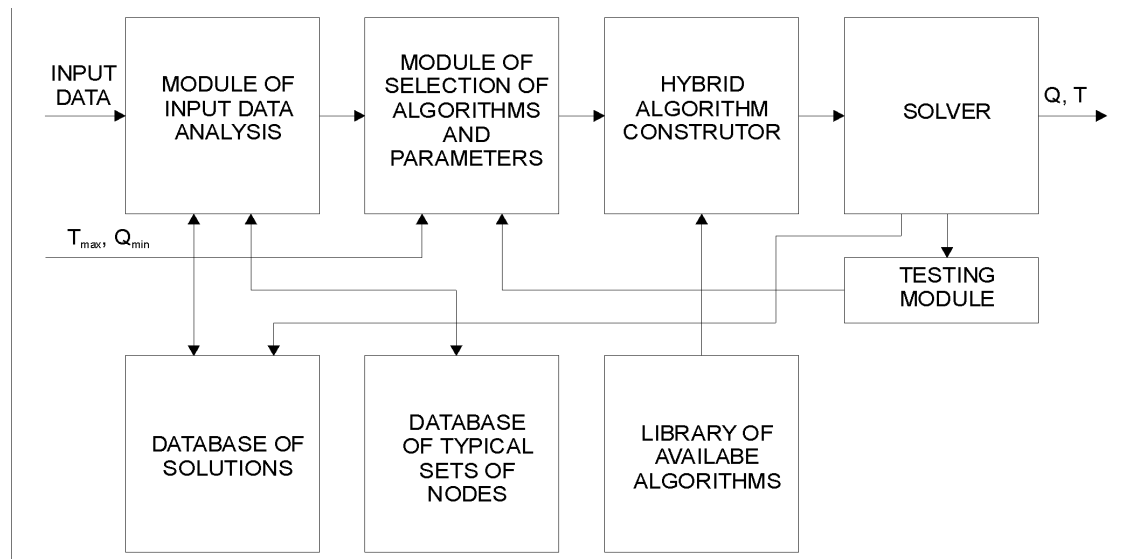 INPUT
DATA
MODULE OF
INPUT DATA
ANALYSIS
MODULE OF
SELECTION OF
ALGORITHMS
AND
PARAMETERS
HYBRID
ALGORITHM
CONSTRUTOR
SOLVER
Q, T
Tmax, Qmin
TESTING
MODULE
DATABASE OF
SOLUTIONS
DATABASE
OF TYPICAL
SETS OF
NODES
LIBRARY OF
AVAILABE
ALGORITHMS